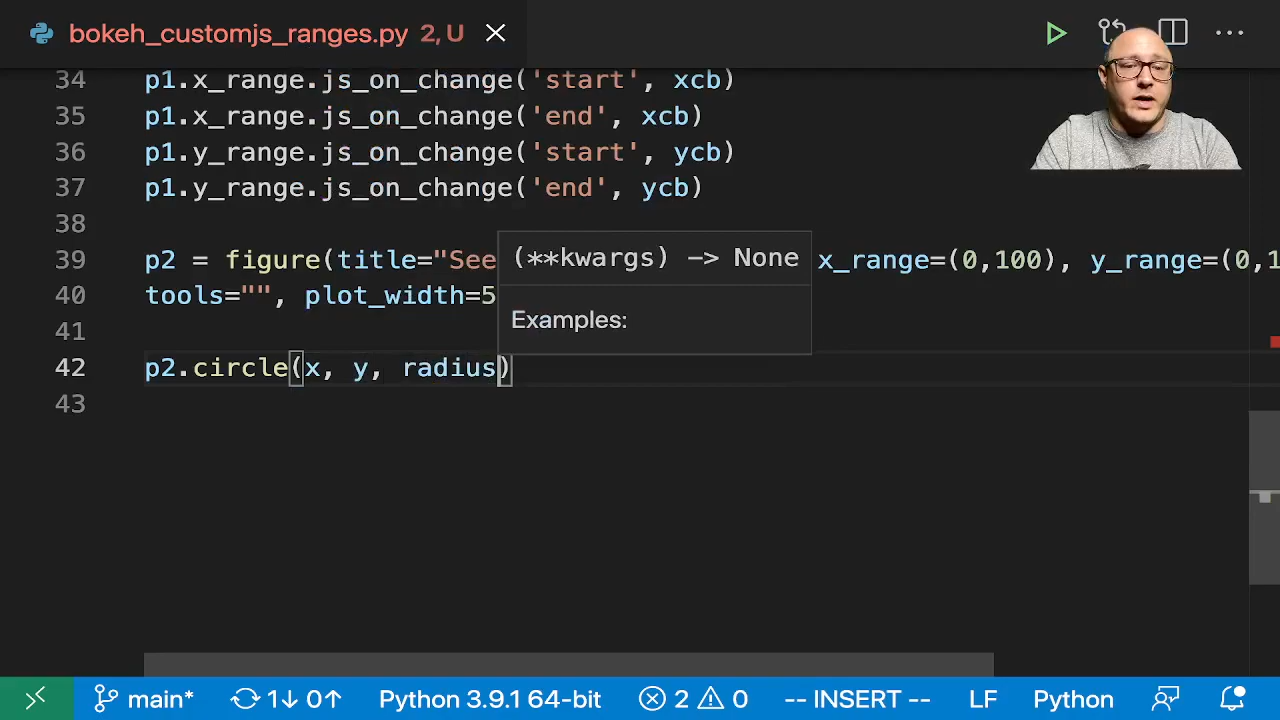 bokeh_customjs_ranges.py 2, U
34 p1.x_range.js_on_change('start', xcb)
35 p1.x_range.js_on_change('end', xcb)
36 p1.y_range.js_on_change('start', ycb)
37 p1.y_range.js_on_change('end', ycb)
38
39 p2 = figure(title="See x_range=(0,100), y_range=(0,1
(**kwargs) -> None
40 tools="", plot_width=5
Examples:
41
42 p2.circle(x, y, radius)
43
main* 1↓ 0↑ Python 3.9.1 64-bit 2 0 -- INSERT -- LF Python